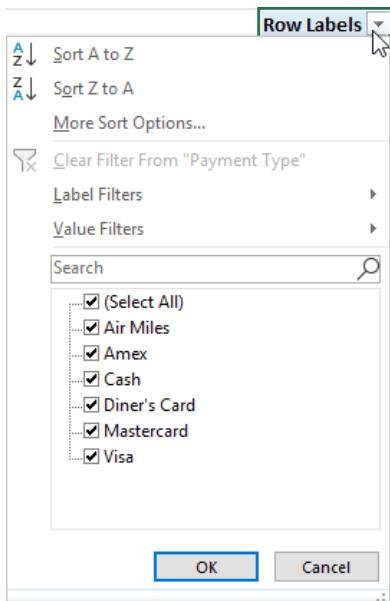 Row Labels
A
Z
Sort A to Z
Z
A
Sort Z to A
More Sort Options...
Clear Filter From "Payment Type"
Label Filters
Value Filters
Search
(Select All)
Air Miles
Amex
Cash
Diner's Card
Mastercard
Visa
OK Cancel